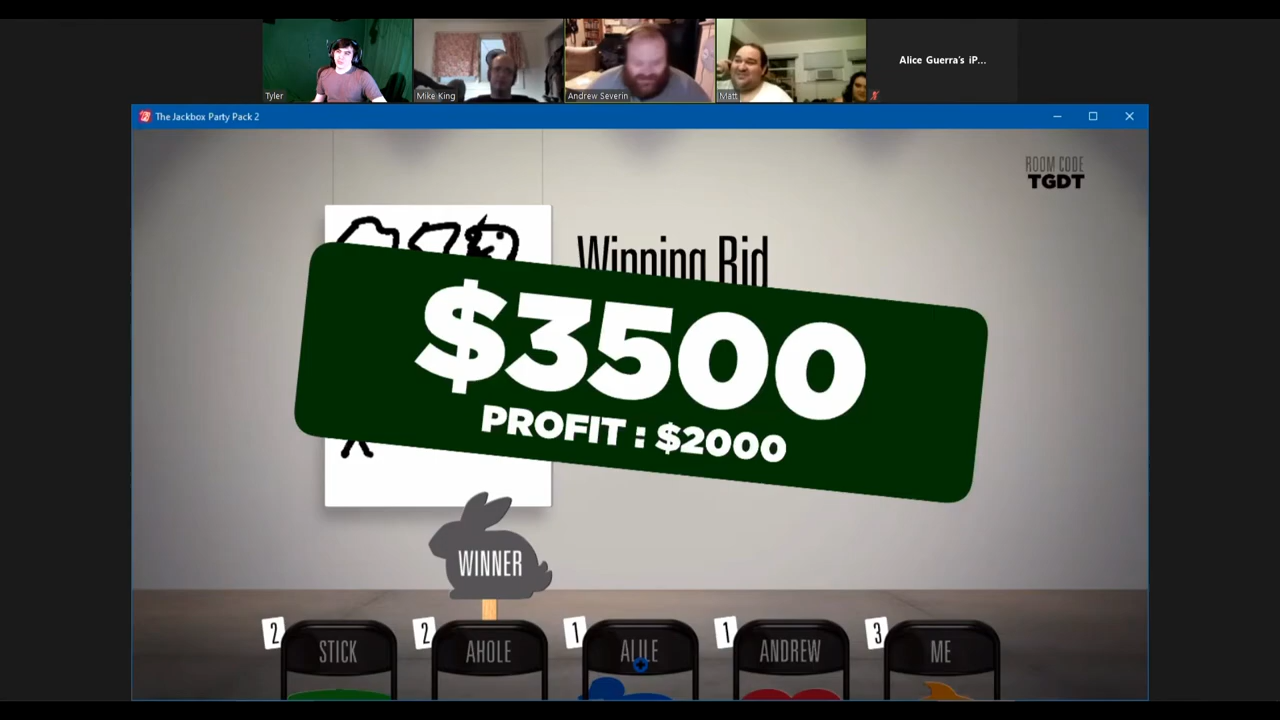 Tyler
Mike King
Andrew Severin
Matt
Alice Guerra's iP...
The Jackbox Party Pack 2
ROOM CODE
TGDT
Winning Bid
$3500
PROFIT : $2000
WINNER
2
STICK
2
AHOLE
1
1
ANDREW
3
ME